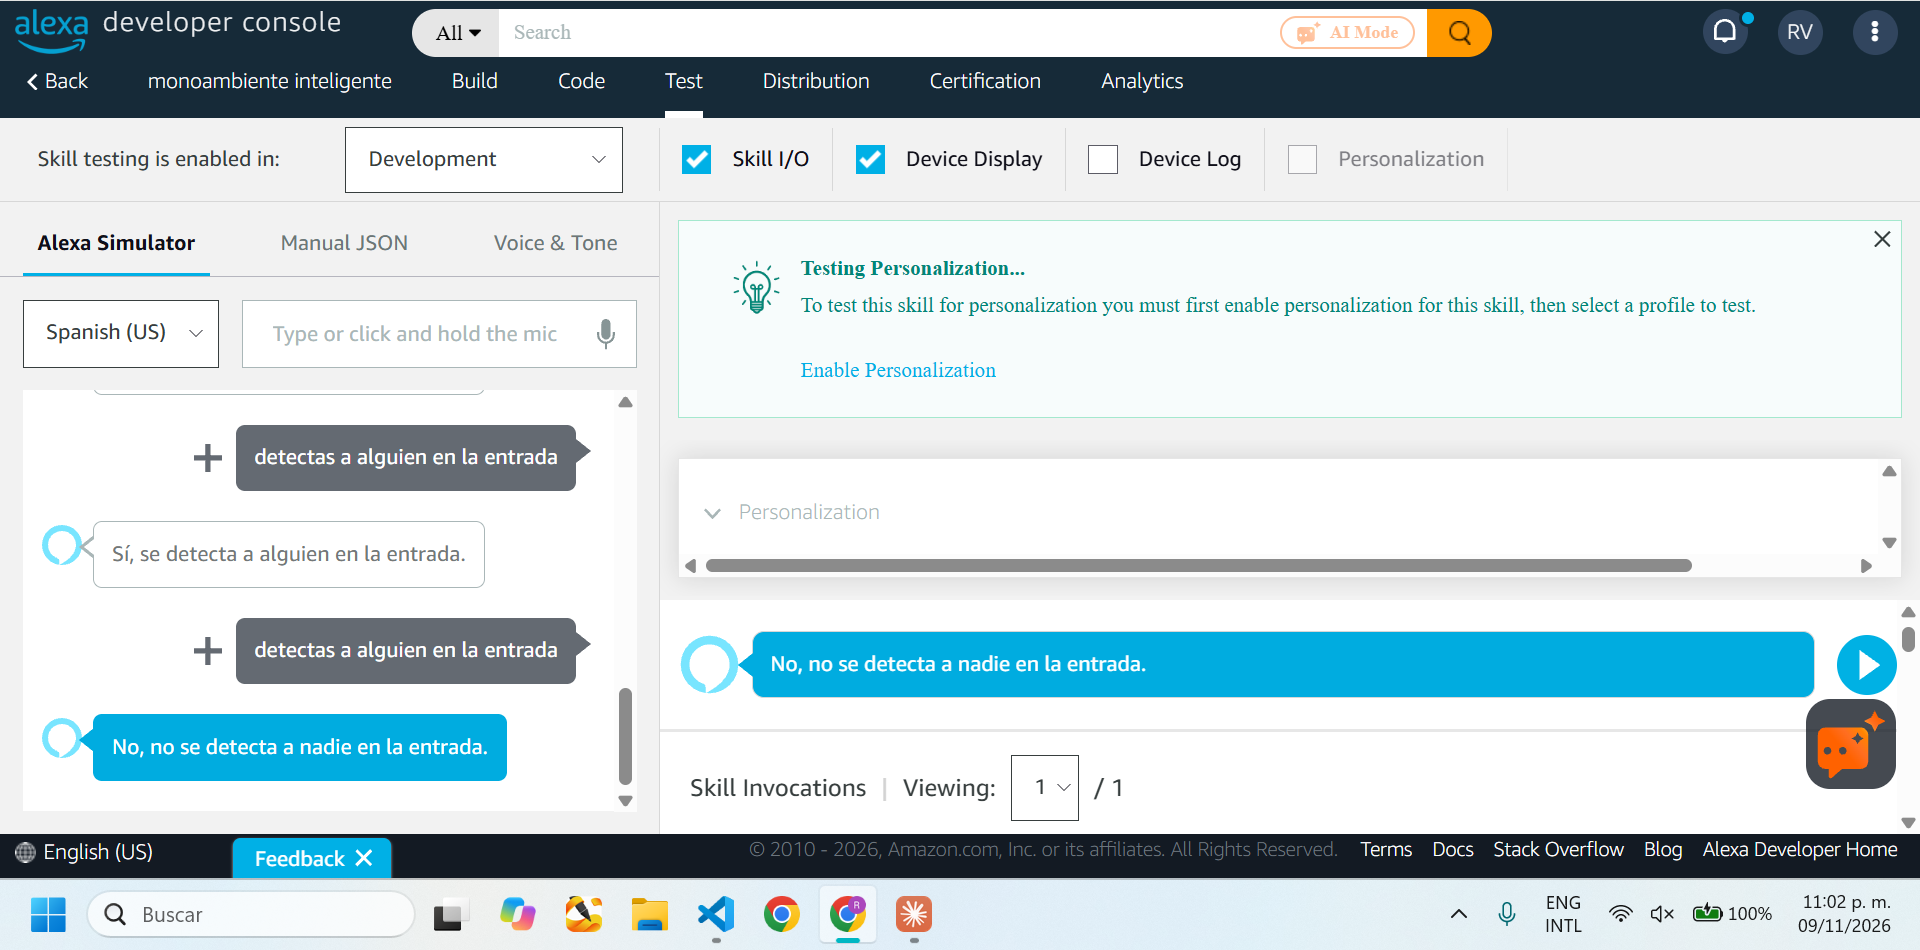 alexa developer console
All
Search
AI Mode
RV
Back
monoambiente inteligente
Build
Code
Test
Distribution
Certification
Analytics
Skill testing is enabled in:
Development
Skill I/O
Device Display
Device Log
Personalization
Alexa Simulator
Manual JSON
Voice & Tone
Spanish (US)
Type or click and hold the mic
detectas a alguien en la entrada
Sí, se detecta a alguien en la entrada.
detectas a alguien en la entrada
No, no se detecta a nadie en la entrada.
Testing Personalization...
To test this skill for personalization you must first enable personalization for this skill, then select a profile to test.
Enable Personalization
Personalization
No, no se detecta a nadie en la entrada.
Skill Invocations | Viewing: 1 / 1
English (US)
Feedback
© 2010 - 2026, Amazon.com, Inc. or its affiliates. All Rights Reserved.
Terms
Docs
Stack Overflow
Blog
Alexa Developer Home
Buscar
R
ENG
INTL
100%
11:02 p. m.
09/11/2026